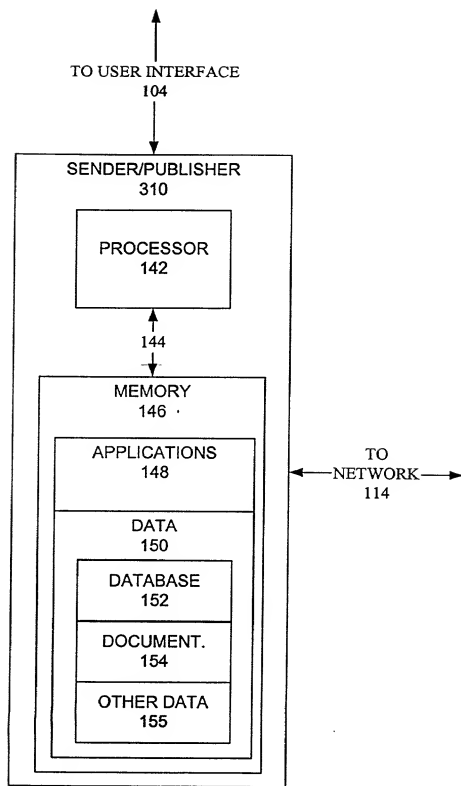 TO USER INTERFACE
104
SENDER/PUBLISHER
310
PROCESSOR
142
144
MEMORY
146
APPLICATIONS
148
TO
NETWORK
114
DATA
150
DATABASE
152
DOCUMENT.
154
OTHER DATA
155